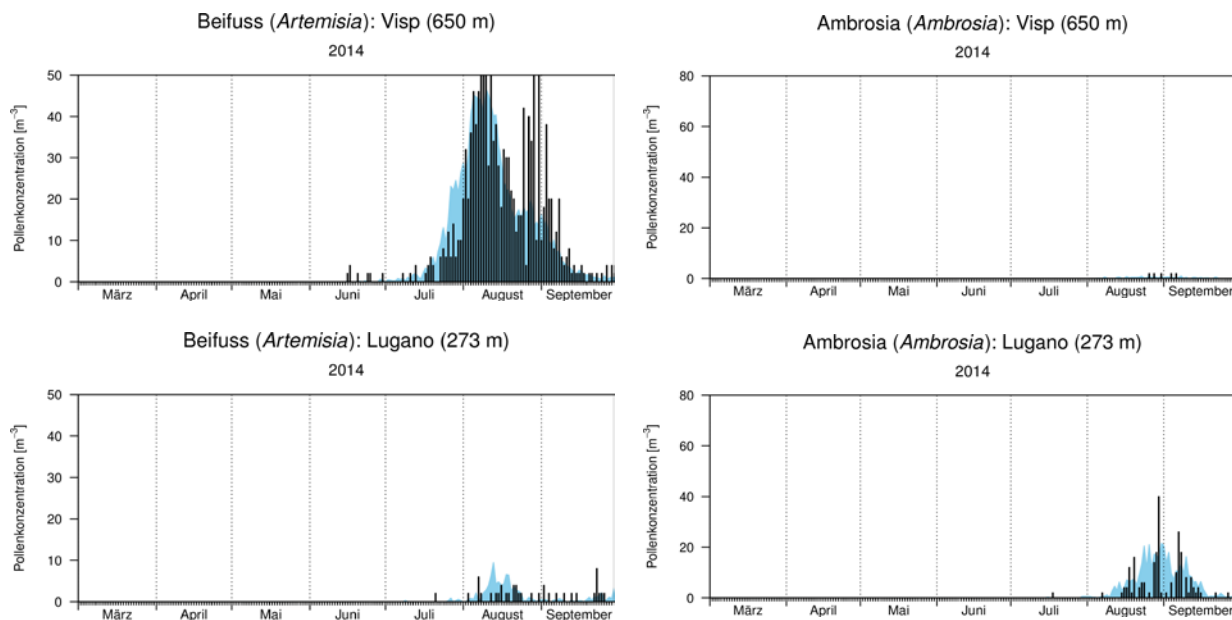 Beifuss (Artemisia): Visp (650 m)
2014
Pollenkonzentration [m⁻³]
50
40
30
20
10
0
März April Mai Juni Juli August September
Ambrosia (Ambrosia): Visp (650 m)
2014
Pollenkonzentration [m⁻³]
80
60
40
20
0
März April Mai Juni Juli August September
Beifuss (Artemisia): Lugano (273 m)
2014
Pollenkonzentration [m⁻³]
50
40
30
20
10
0
März April Mai Juni Juli August September
Ambrosia (Ambrosia): Lugano (273 m)
2014
Pollenkonzentration [m⁻³]
80
60
40
20
0
März April Mai Juni Juli August September